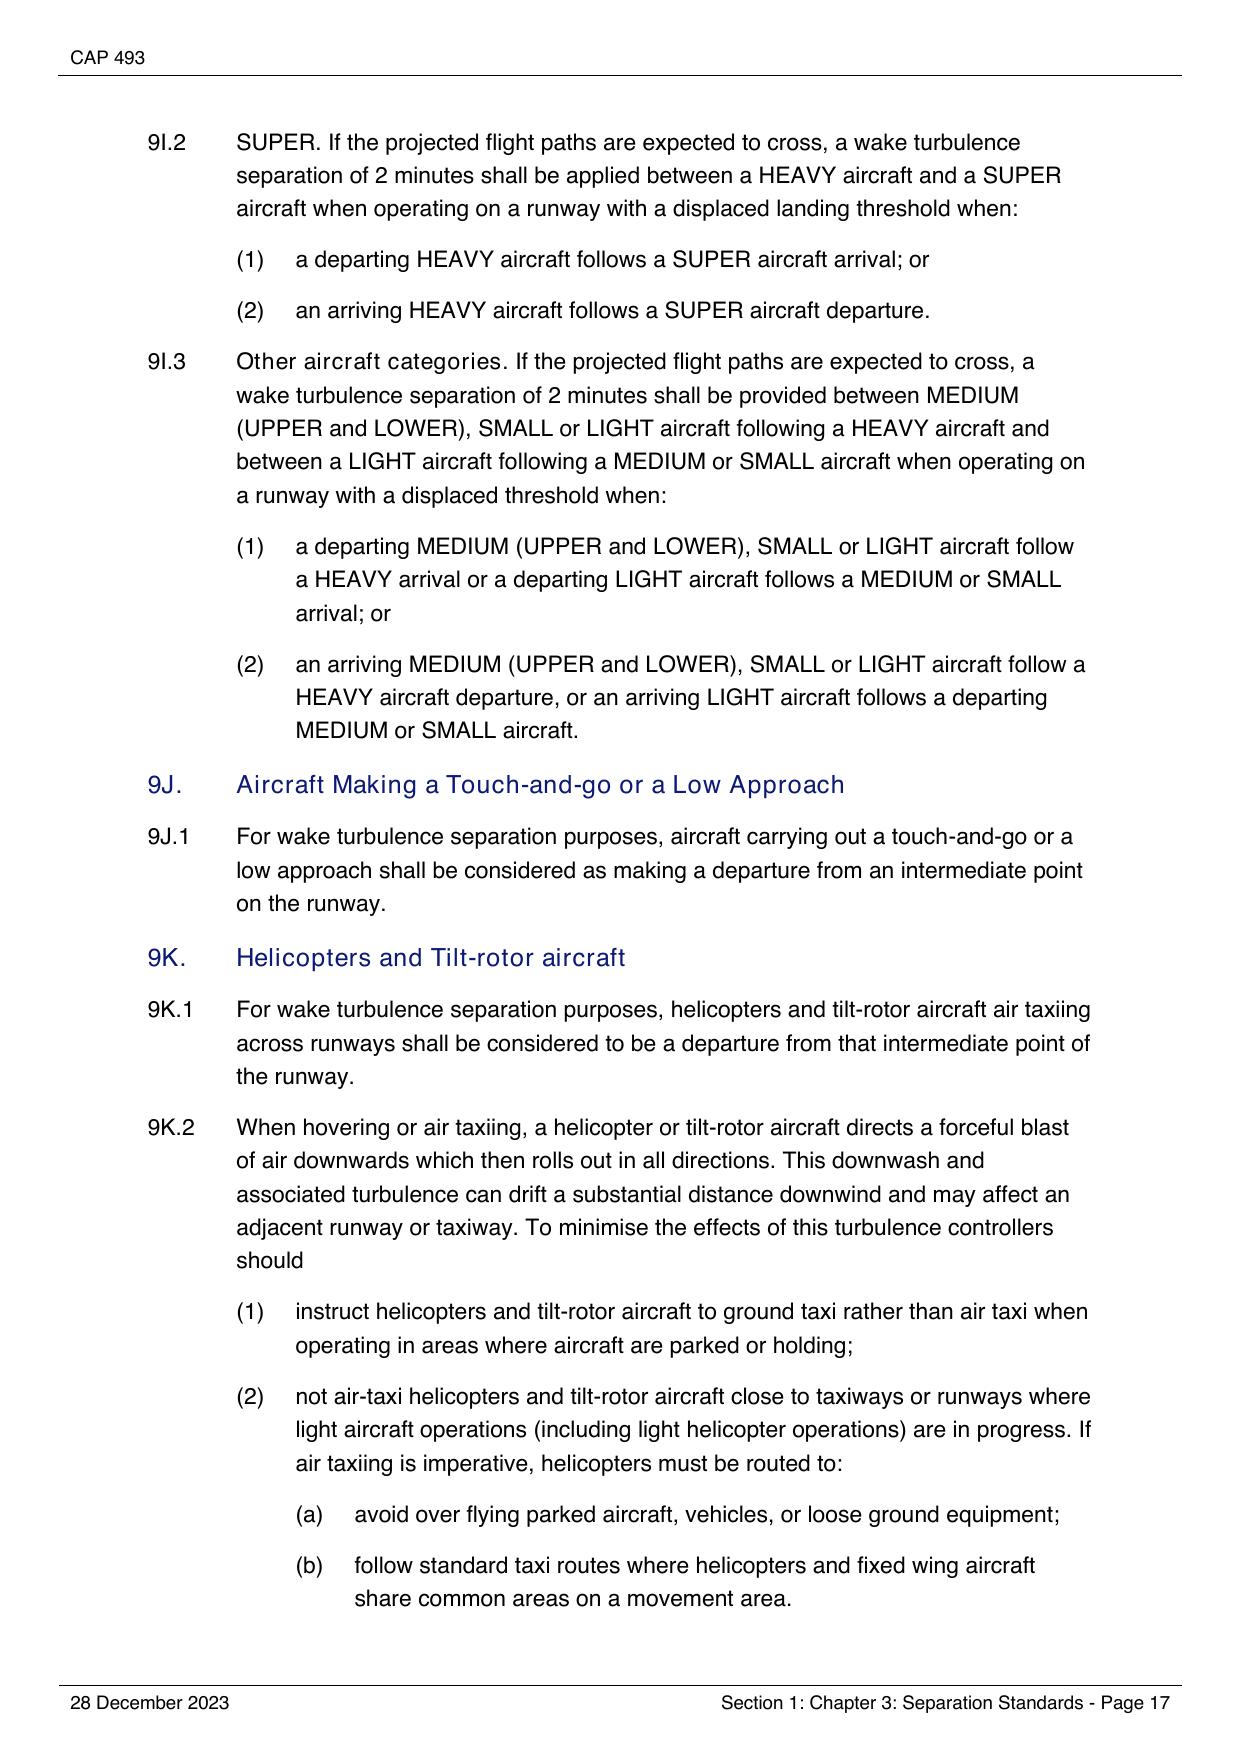 CAP 493
9I.2 SUPER. If the projected flight paths are expected to cross, a wake turbulence
separation of 2 minutes shall be applied between a HEAVY aircraft and a SUPER
aircraft when operating on a runway with a displaced landing threshold when:
(1) a departing HEAVY aircraft follows a SUPER aircraft arrival; or
(2) an arriving HEAVY aircraft follows a SUPER aircraft departure.
9I.3 Other aircraft categories. If the projected flight paths are expected to cross, a
wake turbulence separation of 2 minutes shall be provided between MEDIUM
(UPPER and LOWER), SMALL or LIGHT aircraft following a HEAVY aircraft and
between a LIGHT aircraft following a MEDIUM or SMALL aircraft when operating on
a runway with a displaced threshold when:
(1) a departing MEDIUM (UPPER and LOWER), SMALL or LIGHT aircraft follow
a HEAVY arrival or a departing LIGHT aircraft follows a MEDIUM or SMALL
arrival; or
(2) an arriving MEDIUM (UPPER and LOWER), SMALL or LIGHT aircraft follow a
HEAVY aircraft departure, or an arriving LIGHT aircraft follows a departing
MEDIUM or SMALL aircraft.
9J. Aircraft Making a Touch-and-go or a Low Approach
9J.1 For wake turbulence separation purposes, aircraft carrying out a touch-and-go or a
low approach shall be considered as making a departure from an intermediate point
on the runway.
9K. Helicopters and Tilt-rotor aircraft
9K.1 For wake turbulence separation purposes, helicopters and tilt-rotor aircraft air taxiing
across runways shall be considered to be a departure from that intermediate point of
the runway.
9K.2 When hovering or air taxiing, a helicopter or tilt-rotor aircraft directs a forceful blast
of air downwards which then rolls out in all directions. This downwash and
associated turbulence can drift a substantial distance downwind and may affect an
adjacent runway or taxiway. To minimise the effects of this turbulence controllers
should
(1) instruct helicopters and tilt-rotor aircraft to ground taxi rather than air taxi when
operating in areas where aircraft are parked or holding;
(2) not air-taxi helicopters and tilt-rotor aircraft close to taxiways or runways where
light aircraft operations (including light helicopter operations) are in progress. If
air taxiing is imperative, helicopters must be routed to:
(a) avoid over flying parked aircraft, vehicles, or loose ground equipment;
(b) follow standard taxi routes where helicopters and fixed wing aircraft
share common areas on a movement area.
28 December 2023 Section 1: Chapter 3: Separation Standards - Page 17